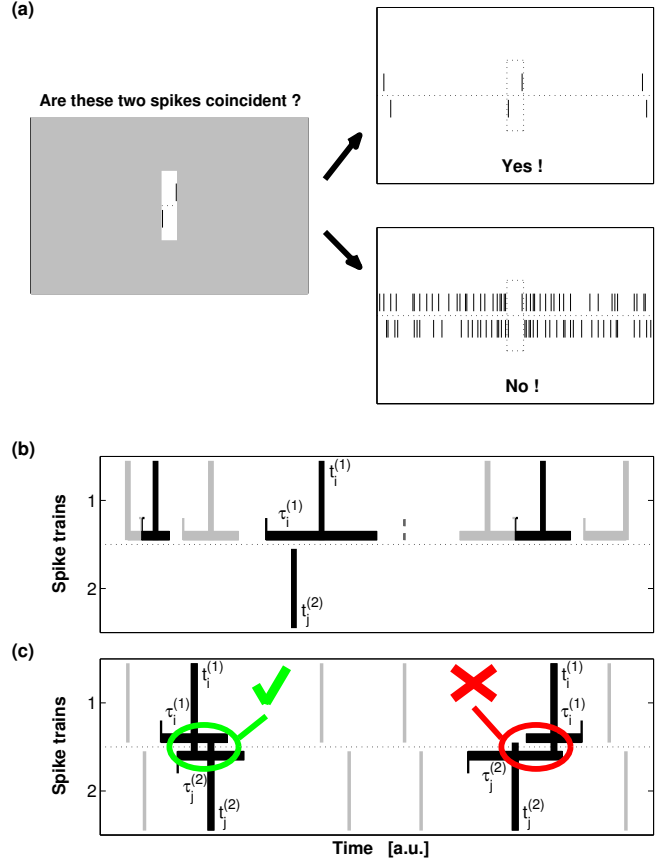 (a)
Are these two spikes coincident ?
Yes !
No !
(b)
Spike trains
1
2
t_i^(1)
τ_i^(1)
t_j^(2)
(c)
Spike trains
1
2
t_i^(1)
τ_i^(1)
τ_j^(2)
t_j^(2)
t_i^(1)
τ_i^(1)
τ_j^(2)
t_j^(2)
Time [a.u.]